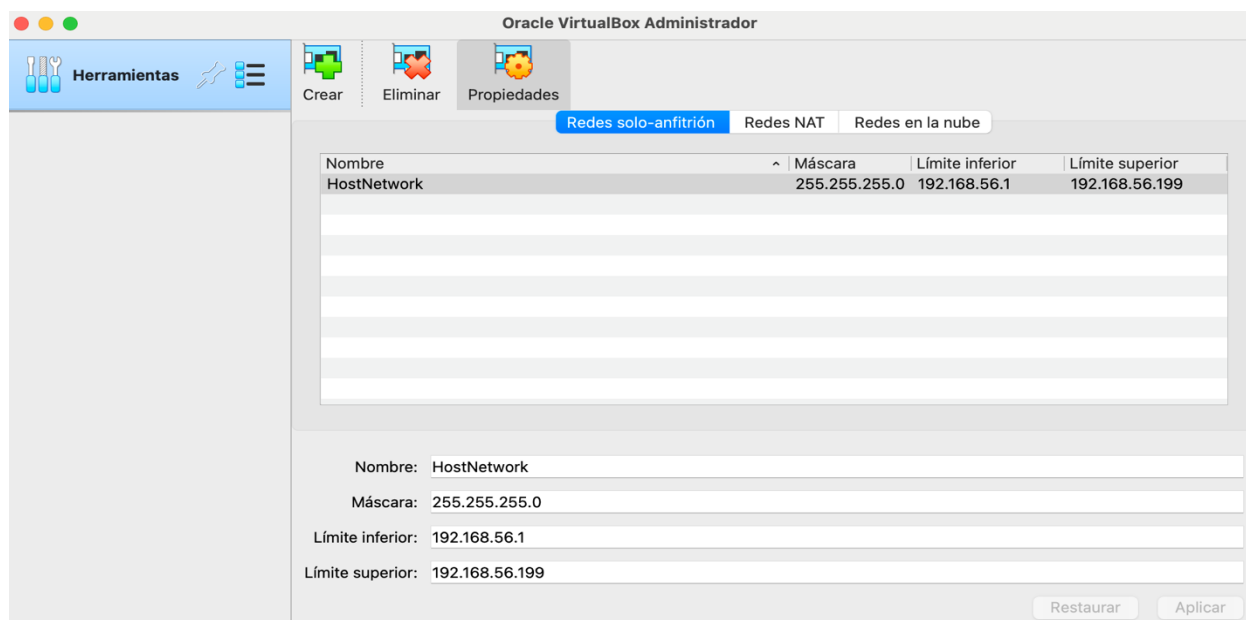 Oracle VirtualBox Administrador
Herramientas
Crear Eliminar Propiedades
Redes solo-anfitrión Redes NAT Redes en la nube
Nombre Máscara Límite inferior Límite superior
HostNetwork 255.255.255.0 192.168.56.1 192.168.56.199
Nombre: HostNetwork
Máscara: 255.255.255.0
Límite inferior: 192.168.56.1
Límite superior: 192.168.56.199
Restaurar Aplicar